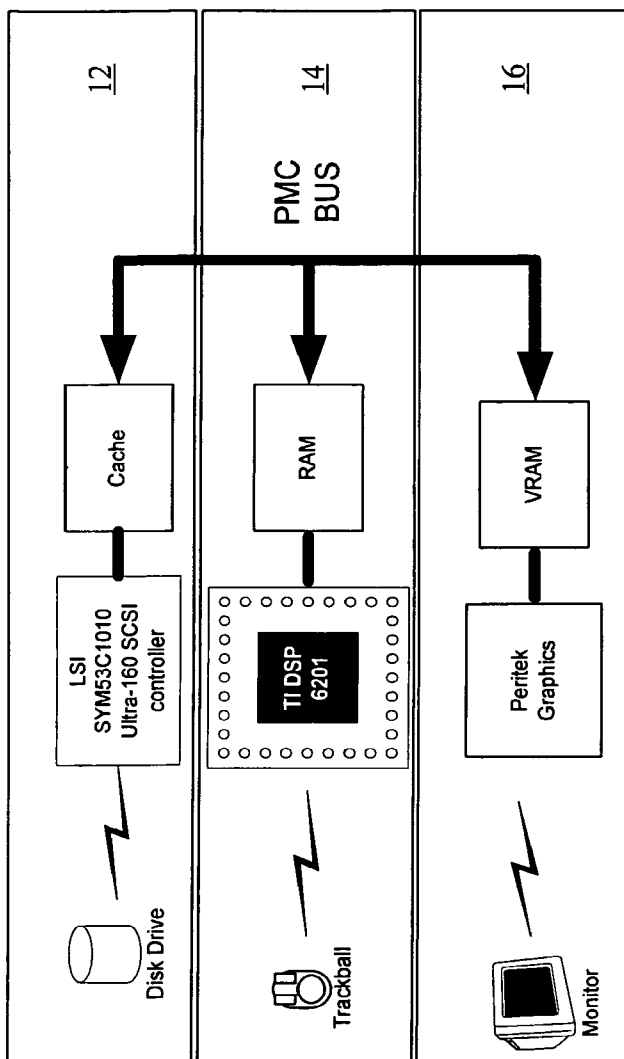 12
Disk Drive
LSI
SYM53C1010
Ultra-160 SCSI
controller
Cache
14
Trackball
TI DSP
6201
RAM
PMC
BUS
16
Monitor
Peritek
Graphics
VRAM